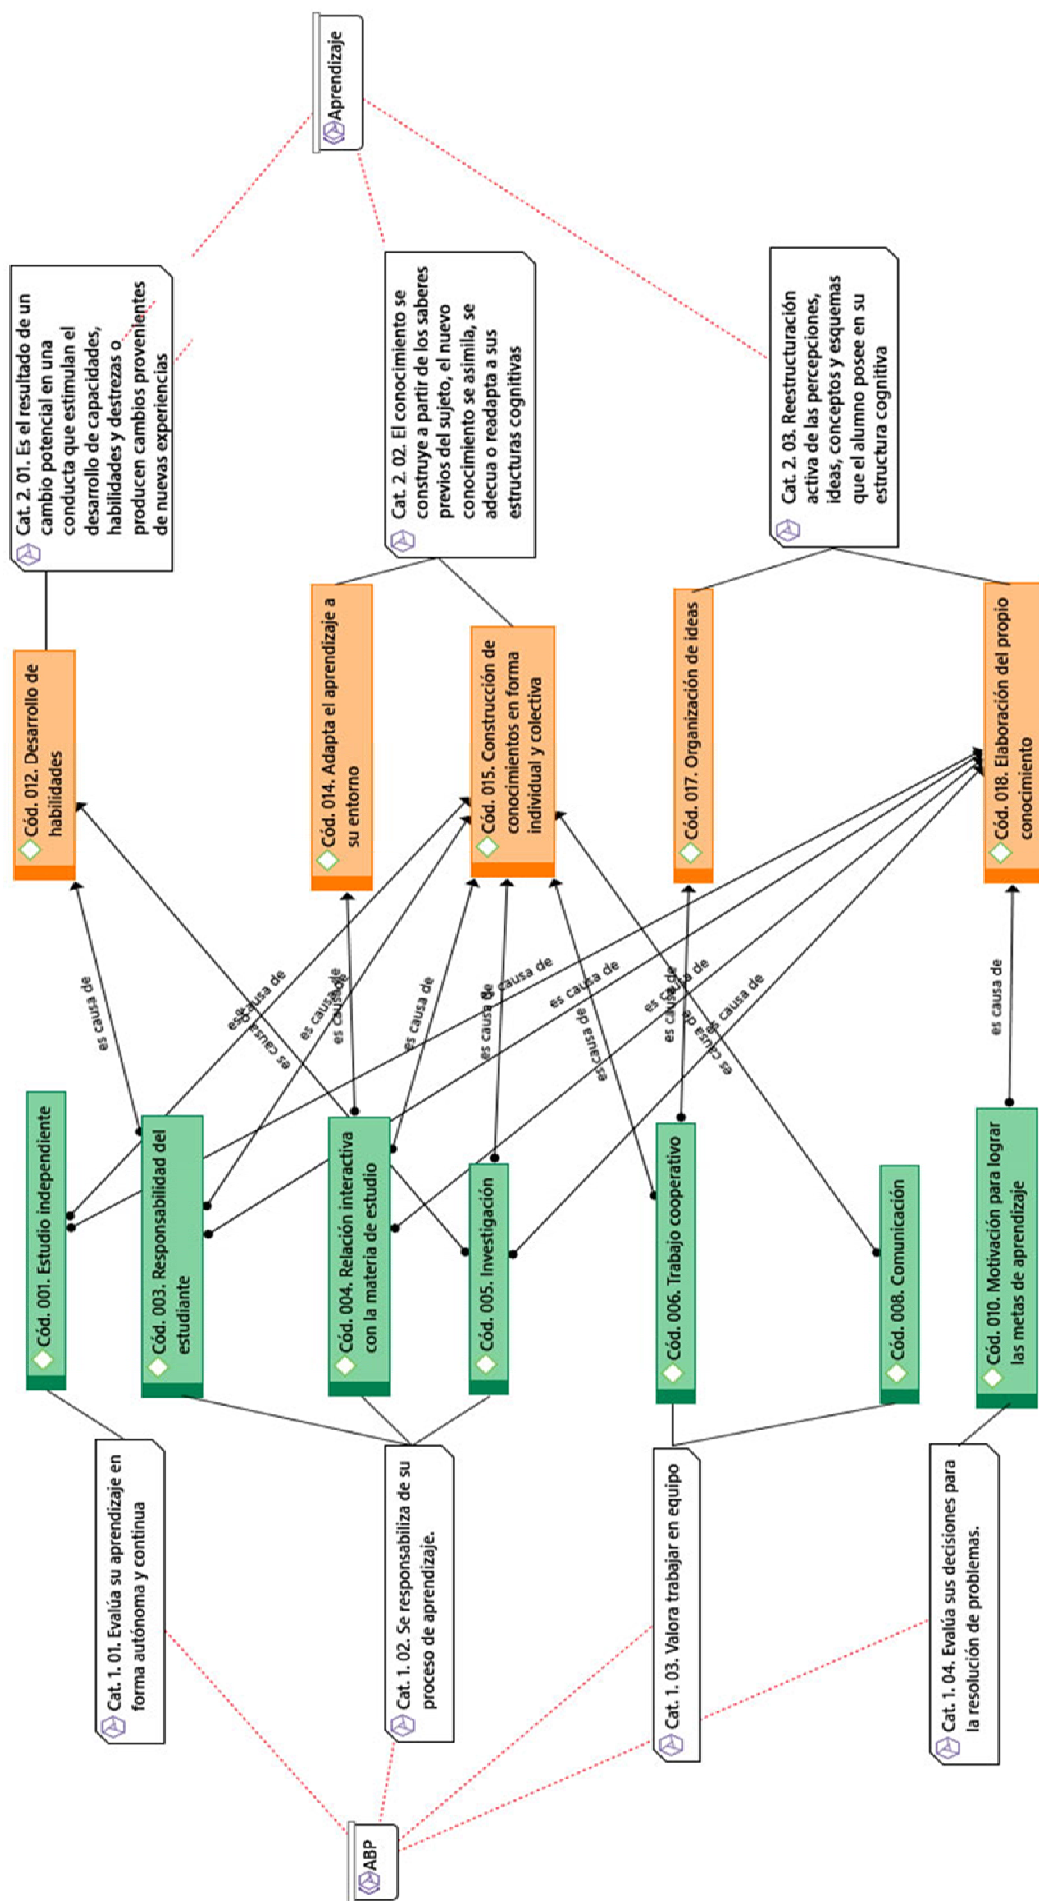 ABP
Cat. 1. 01. Evalúa su aprendizaje en
forma autónoma y continua
Cat. 1. 02. Se responsabiliza de su
proceso de aprendizaje.
Cat. 1. 03. Valora trabajar en equipo
Cat. 1. 04. Evalúa sus decisiones para
la resolución de problemas.
Cód. 001. Estudio independiente
Cód. 003. Responsabilidad del
estudiante
Cód. 004. Relación interactiva
con la materia de estudio
Cód. 005. Investigación
Cód. 006. Trabajo cooperativo
Cód. 008. Comunicación
Cód. 010. Motivación para lograr
las metas de aprendizaje
es causa de
es causa de
es causa
es causa de
es causa de
es causa de
es causa de
es causa de
es causa de
es causa de
es causa de
es causa de
es causa de
es causa de
es causa de
Cód. 012. Desarrollo de
habilidades
Cód. 014. Adapta el aprendizaje a
su entorno
Cód. 015. Construcción de
conocimientos en forma
individual y colectiva
Cód. 017. Organización de ideas
Cód. 018. Elaboración del propio
conocimiento
Cat. 2. 01. Es el resultado de un
cambio potencial en una
conducta que estimulan el
desarrollo de capacidades,
habilidades y destrezas o
producen cambios provenientes
de nuevas experiencias
Cat. 2. 02. El conocimiento se
construye a partir de los saberes
previos del sujeto, el nuevo
conocimiento se asimila, se
adecua o readapta a sus
estructuras cognitivas
Cat. 2. 03. Reestructuración
activa de las percepciones,
ideas, conceptos y esquemas
que el alumno posee en su
estructura cognitiva
Aprendizaje